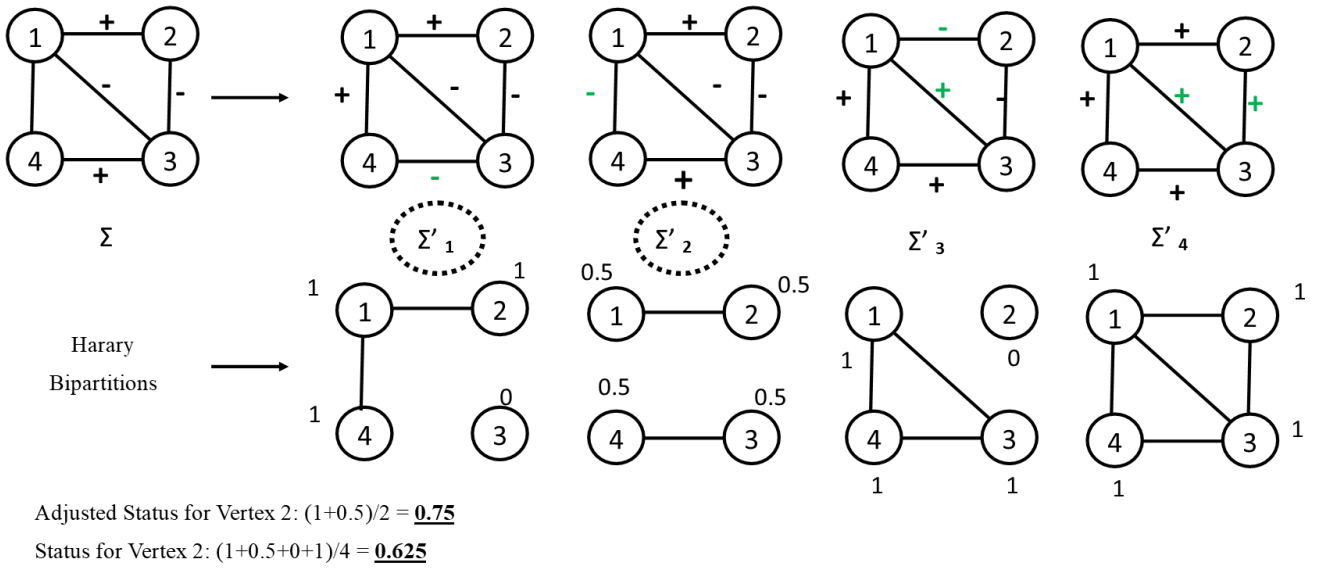 1 + 2
- -
4 3
+
Σ
1 + 2
+ - -
4 3
-
Σ′ 1
1 + 2
- - -
4 3
+
Σ′ 2
1 - 2
+ + -
4 3
+
Σ′ 3
1 + 2
+ + +
4 3
+
Σ′ 4
Harary
Bipartitions
1 1
1 2
0
1 4 3
0.5 0.5
1 2
0.5 0.5
4 3
1 2
1 0
4 3
1 1
1 1
1 2
4 3 1
1
Adjusted Status for Vertex 2: (1+0.5)/2 = 0.75
Status for Vertex 2: (1+0.5+0+1)/4 = 0.625